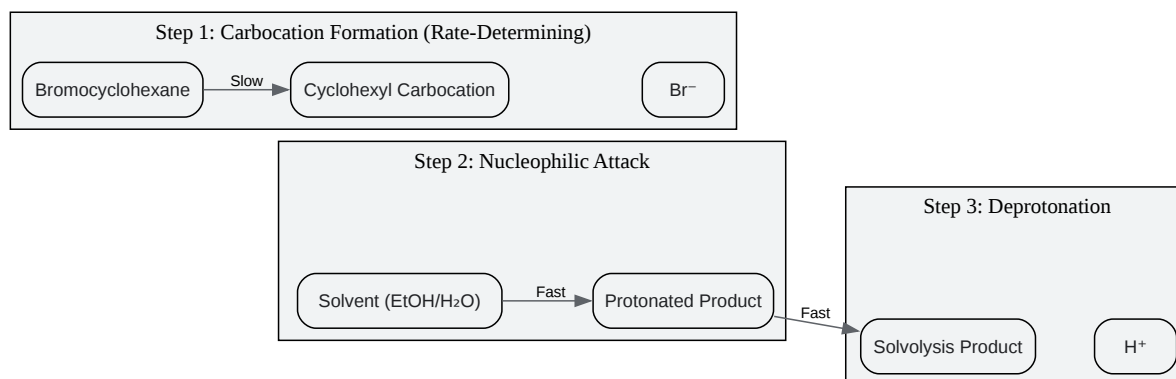 Step 1: Carbocation Formation (Rate-Determining)
Bromocyclohexane
Slow
Cyclohexyl Carbocation
Br⁻
Step 2: Nucleophilic Attack
Solvent (EtOH/H₂O)
Fast
Protonated Product
Fast
Step 3: Deprotonation
Solvolysis Product
H⁺